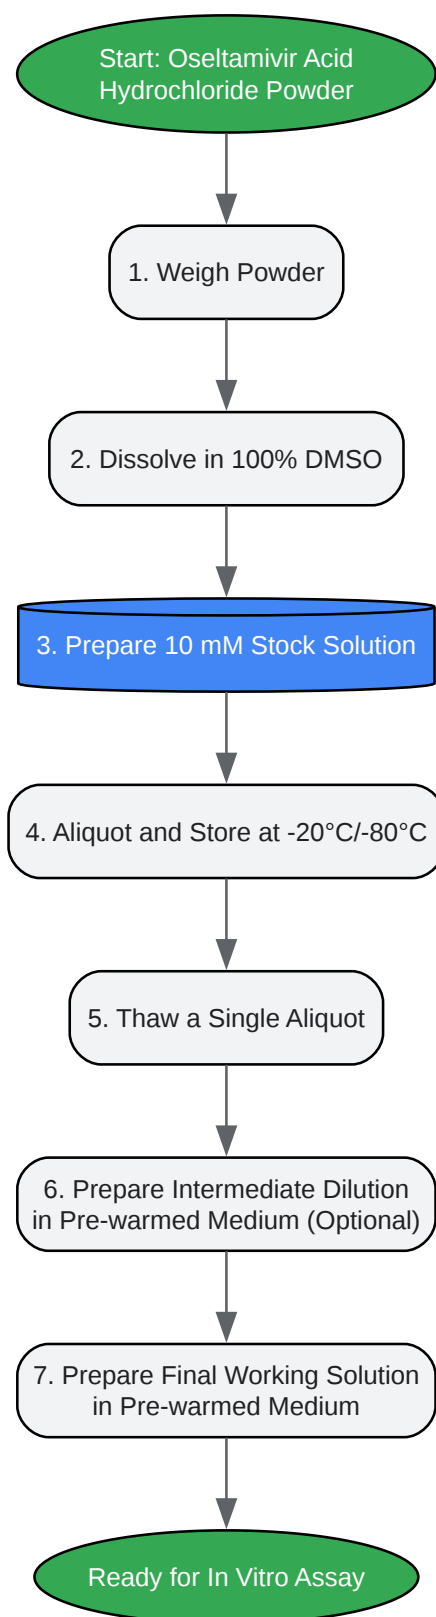 Start: Oseltamivir Acid
Hydrochloride Powder
1. Weigh Powder
2. Dissolve in 100% DMSO
3. Prepare 10 mM Stock Solution
4. Aliquot and Store at -20°C/-80°C
5. Thaw a Single Aliquot
6. Prepare Intermediate Dilution
in Pre-warmed Medium (Optional)
7. Prepare Final Working Solution
in Pre-warmed Medium
Ready for In Vitro Assay